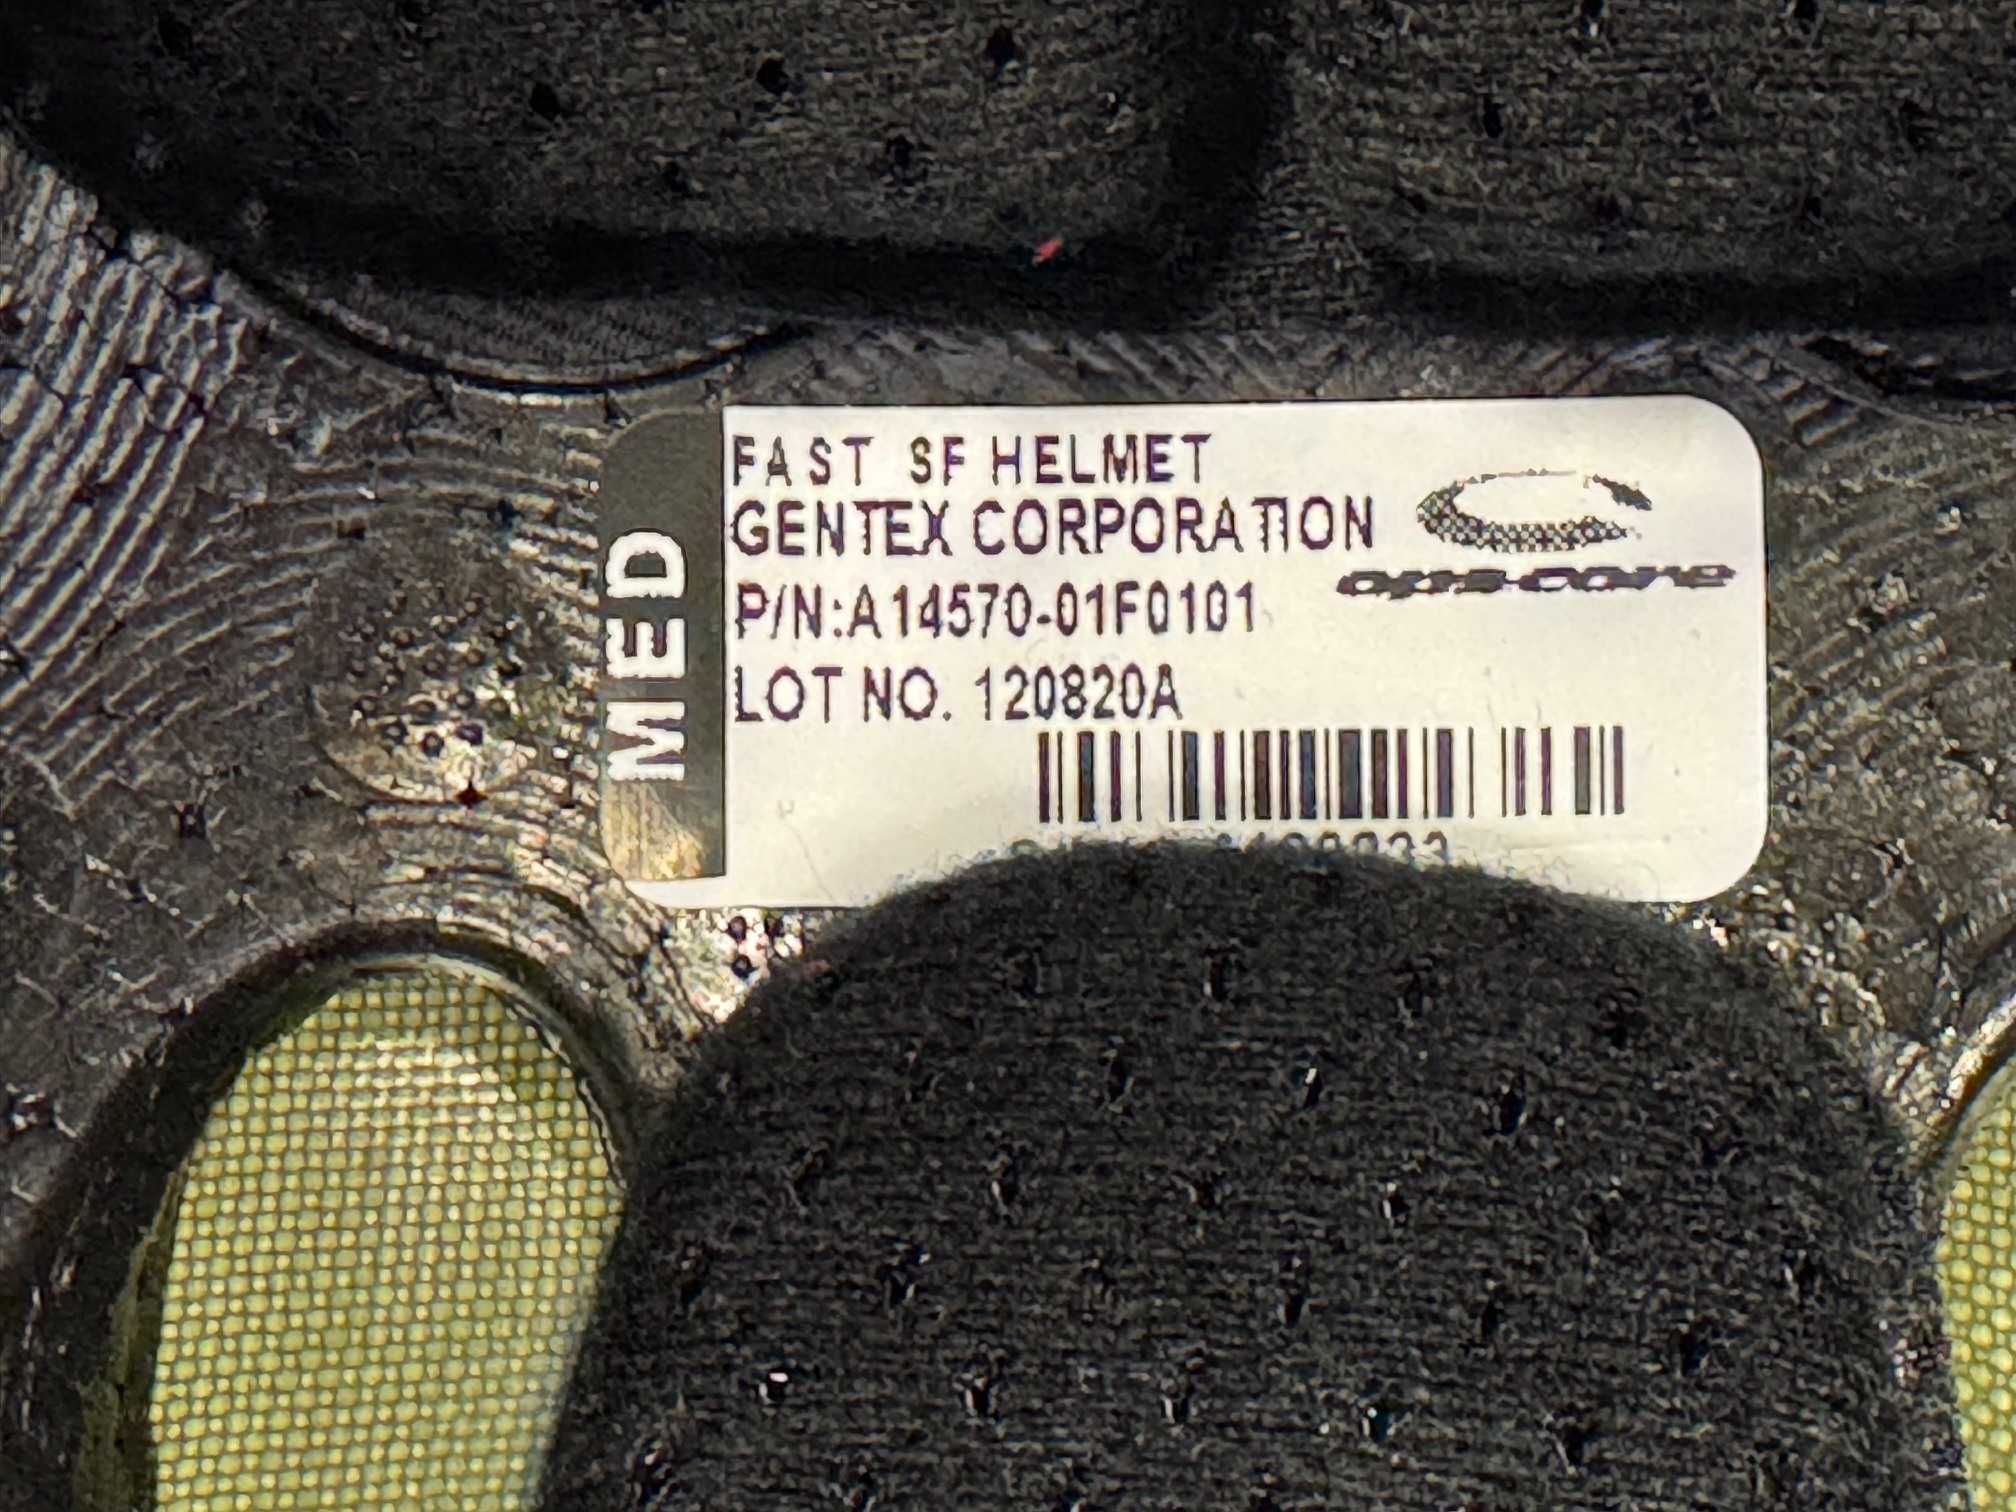 MED
FAST SF HELMET
GENTEX CORPORATION
P/N:A14570-01F0101
LOT NO. 120820A
ops-core